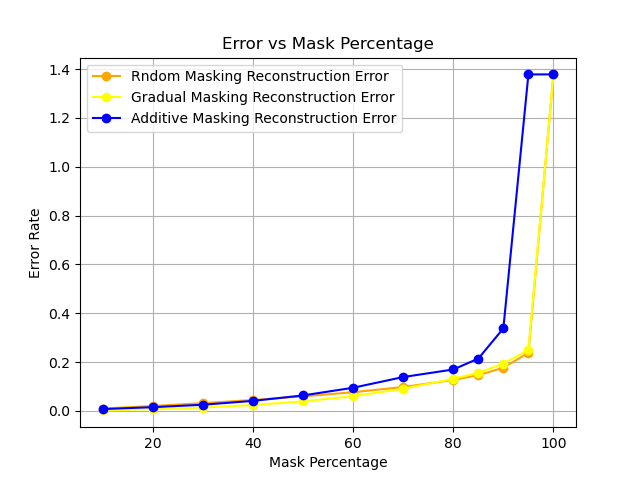 Error vs Mask Percentage
Rndom Masking Reconstruction Error
Gradual Masking Reconstruction Error
Additive Masking Reconstruction Error
1.4
1.2
1.0
0.8
0.6
0.4
0.2
0.0
Error Rate
20 40 60 80 100
Mask Percentage